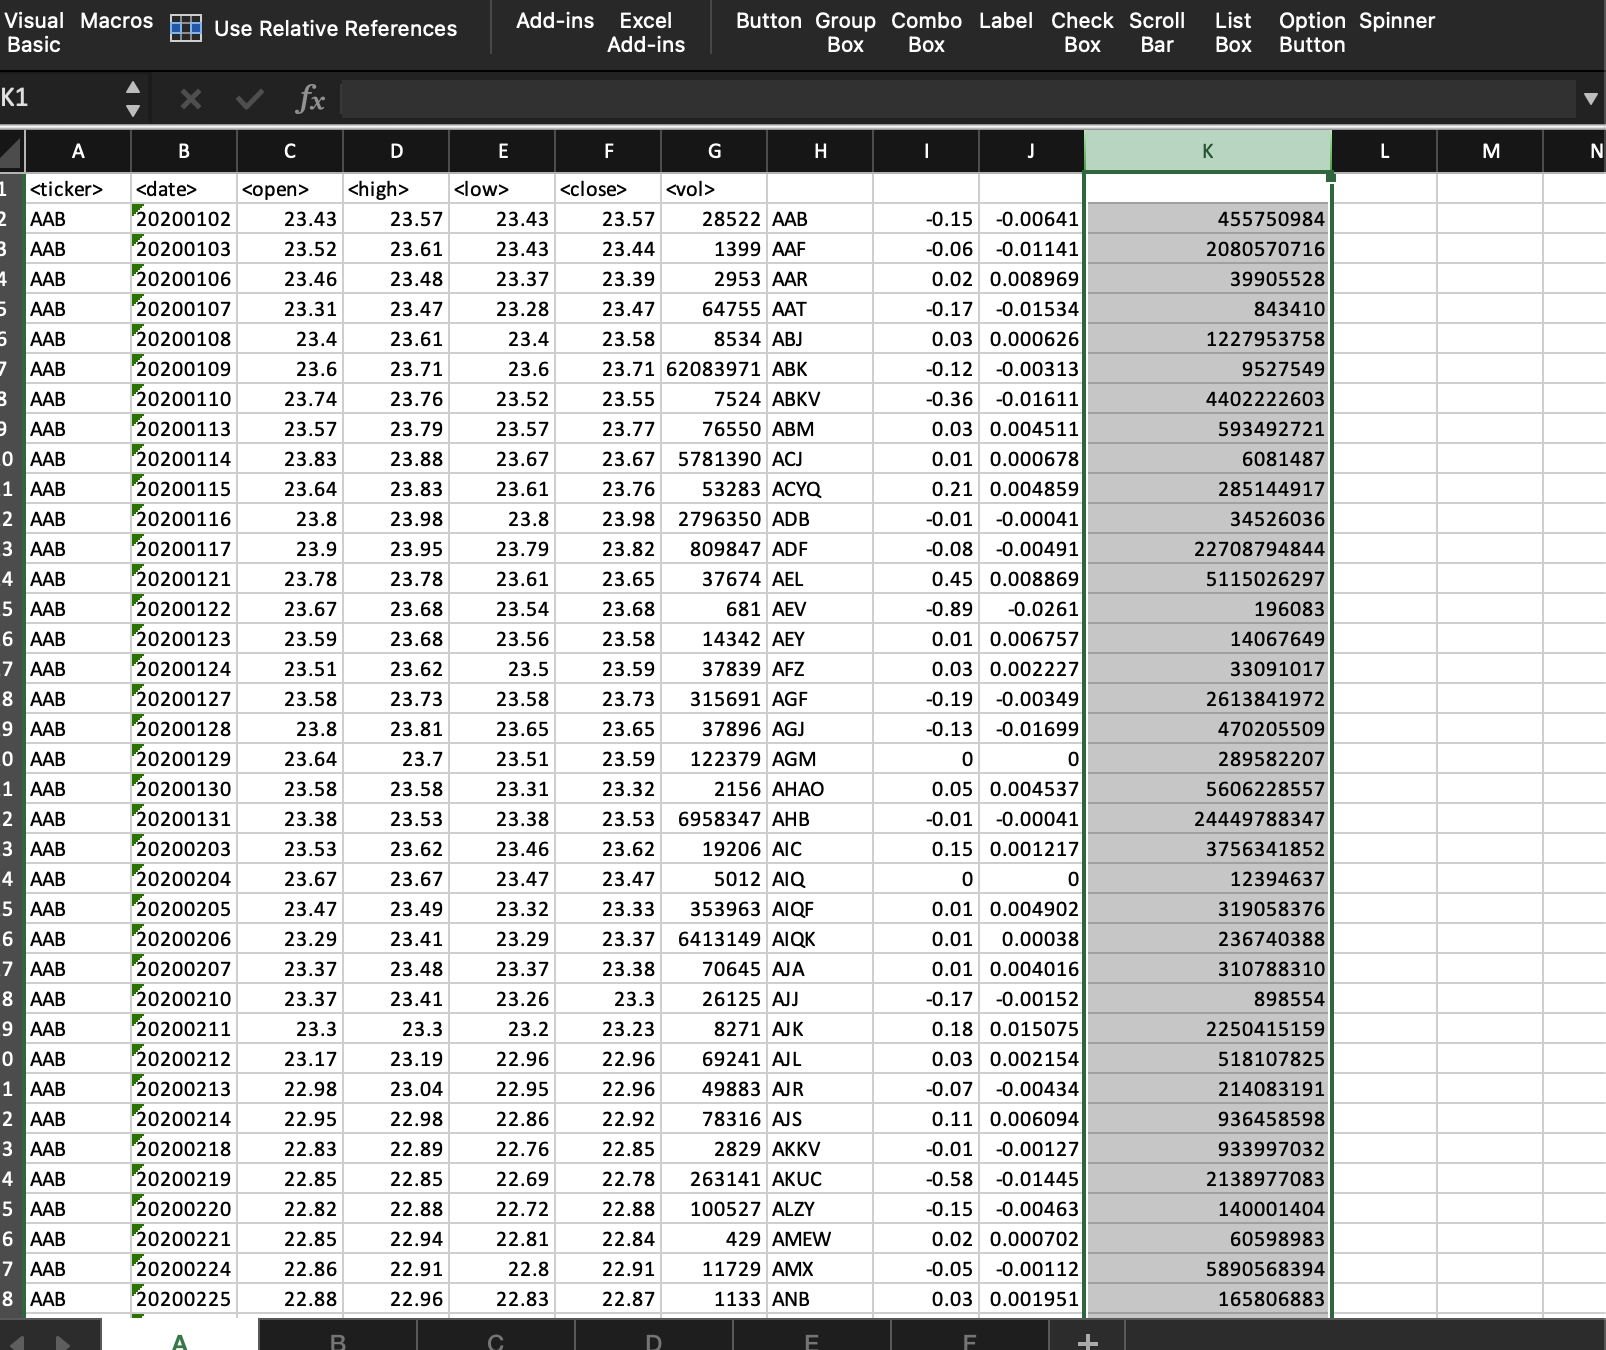 Visual Basic Macros Use Relative References Add-ins Excel Add-ins Button Group Box Combo Box Label Check Box Scroll Bar List Box Option Button Spinner
K1 fx
A B C D E F G H I J K L M N
1 <ticker> <date> <open> <high> <low> <close> <vol>
2 AAB 20200102 23.43 23.57 23.43 23.57 28522 AAB -0.15 -0.00641 455750984
3 AAB 20200103 23.52 23.61 23.43 23.44 1399 AAF -0.06 -0.01141 2080570716
4 AAB 20200106 23.46 23.48 23.37 23.39 2953 AAR 0.02 0.008969 39905528
5 AAB 20200107 23.31 23.47 23.28 23.47 64755 AAT -0.17 -0.01534 843410
6 AAB 20200108 23.4 23.61 23.4 23.58 8534 ABJ 0.03 0.000626 1227953758
7 AAB 20200109 23.6 23.71 23.6 23.71 62083971 ABK -0.12 -0.00313 9527549
8 AAB 20200110 23.74 23.76 23.52 23.55 7524 ABKV -0.36 -0.01611 4402222603
9 AAB 20200113 23.57 23.79 23.57 23.77 76550 ABM 0.03 0.004511 593492721
0 AAB 20200114 23.83 23.88 23.67 23.67 5781390 ACJ 0.01 0.000678 6081487
1 AAB 20200115 23.64 23.83 23.61 23.76 53283 ACYQ 0.21 0.004859 285144917
2 AAB 20200116 23.8 23.98 23.8 23.98 2796350 ADB -0.01 -0.00041 34526036
3 AAB 20200117 23.9 23.95 23.79 23.82 809847 ADF -0.08 -0.00491 22708794844
4 AAB 20200121 23.78 23.78 23.61 23.65 37674 AEL 0.45 0.008869 5115026297
5 AAB 20200122 23.67 23.68 23.54 23.68 681 AEV -0.89 -0.0261 196083
6 AAB 20200123 23.59 23.68 23.56 23.58 14342 AEY 0.01 0.006757 14067649
7 AAB 20200124 23.51 23.62 23.5 23.59 37839 AFZ 0.03 0.002227 33091017
8 AAB 20200127 23.58 23.73 23.58 23.73 315691 AGF -0.19 -0.00349 2613841972
9 AAB 20200128 23.8 23.81 23.65 23.65 37896 AGJ -0.13 -0.01699 470205509
0 AAB 20200129 23.64 23.7 23.51 23.59 122379 AGM 0 0 289582207
1 AAB 20200130 23.58 23.58 23.31 23.32 2156 AHAO 0.05 0.004537 5606228557
2 AAB 20200131 23.38 23.53 23.38 23.53 6958347 AHB -0.01 -0.00041 24449788347
3 AAB 20200203 23.53 23.62 23.46 23.62 19206 AIC 0.15 0.001217 3756341852
4 AAB 20200204 23.67 23.67 23.47 23.47 5012 AIQ 0 0 12394637
5 AAB 20200205 23.47 23.49 23.32 23.33 353963 AIQF 0.01 0.004902 319058376
6 AAB 20200206 23.29 23.41 23.29 23.37 6413149 AIQK 0.01 0.00038 236740388
7 AAB 20200207 23.37 23.48 23.37 23.38 70645 AJA 0.01 0.004016 310788310
8 AAB 20200210 23.37 23.41 23.26 23.3 26125 AJJ -0.17 -0.00152 898554
9 AAB 20200211 23.3 23.3 23.2 23.23 8271 AJK 0.18 0.015075 2250415159
0 AAB 20200212 23.17 23.19 22.96 22.96 69241 AJL 0.03 0.002154 518107825
1 AAB 20200213 22.98 23.04 22.95 22.96 49883 AJR -0.07 -0.00434 214083191
2 AAB 20200214 22.95 22.98 22.86 22.92 78316 AJS 0.11 0.006094 936458598
3 AAB 20200218 22.83 22.89 22.76 22.85 2829 AKKV -0.01 -0.00127 933997032
4 AAB 20200219 22.85 22.85 22.69 22.78 263141 AKUC -0.58 -0.01445 2138977083
5 AAB 20200220 22.82 22.88 22.72 22.88 100527 ALZY -0.15 -0.00463 140001404
6 AAB 20200221 22.85 22.94 22.81 22.84 429 AMEW 0.02 0.000702 60598983
7 AAB 20200224 22.86 22.91 22.8 22.91 11729 AMX -0.05 -0.00112 5890568394
8 AAB 20200225 22.88 22.96 22.83 22.87 1133 ANB 0.03 0.001951 165806883
A B C D E F +